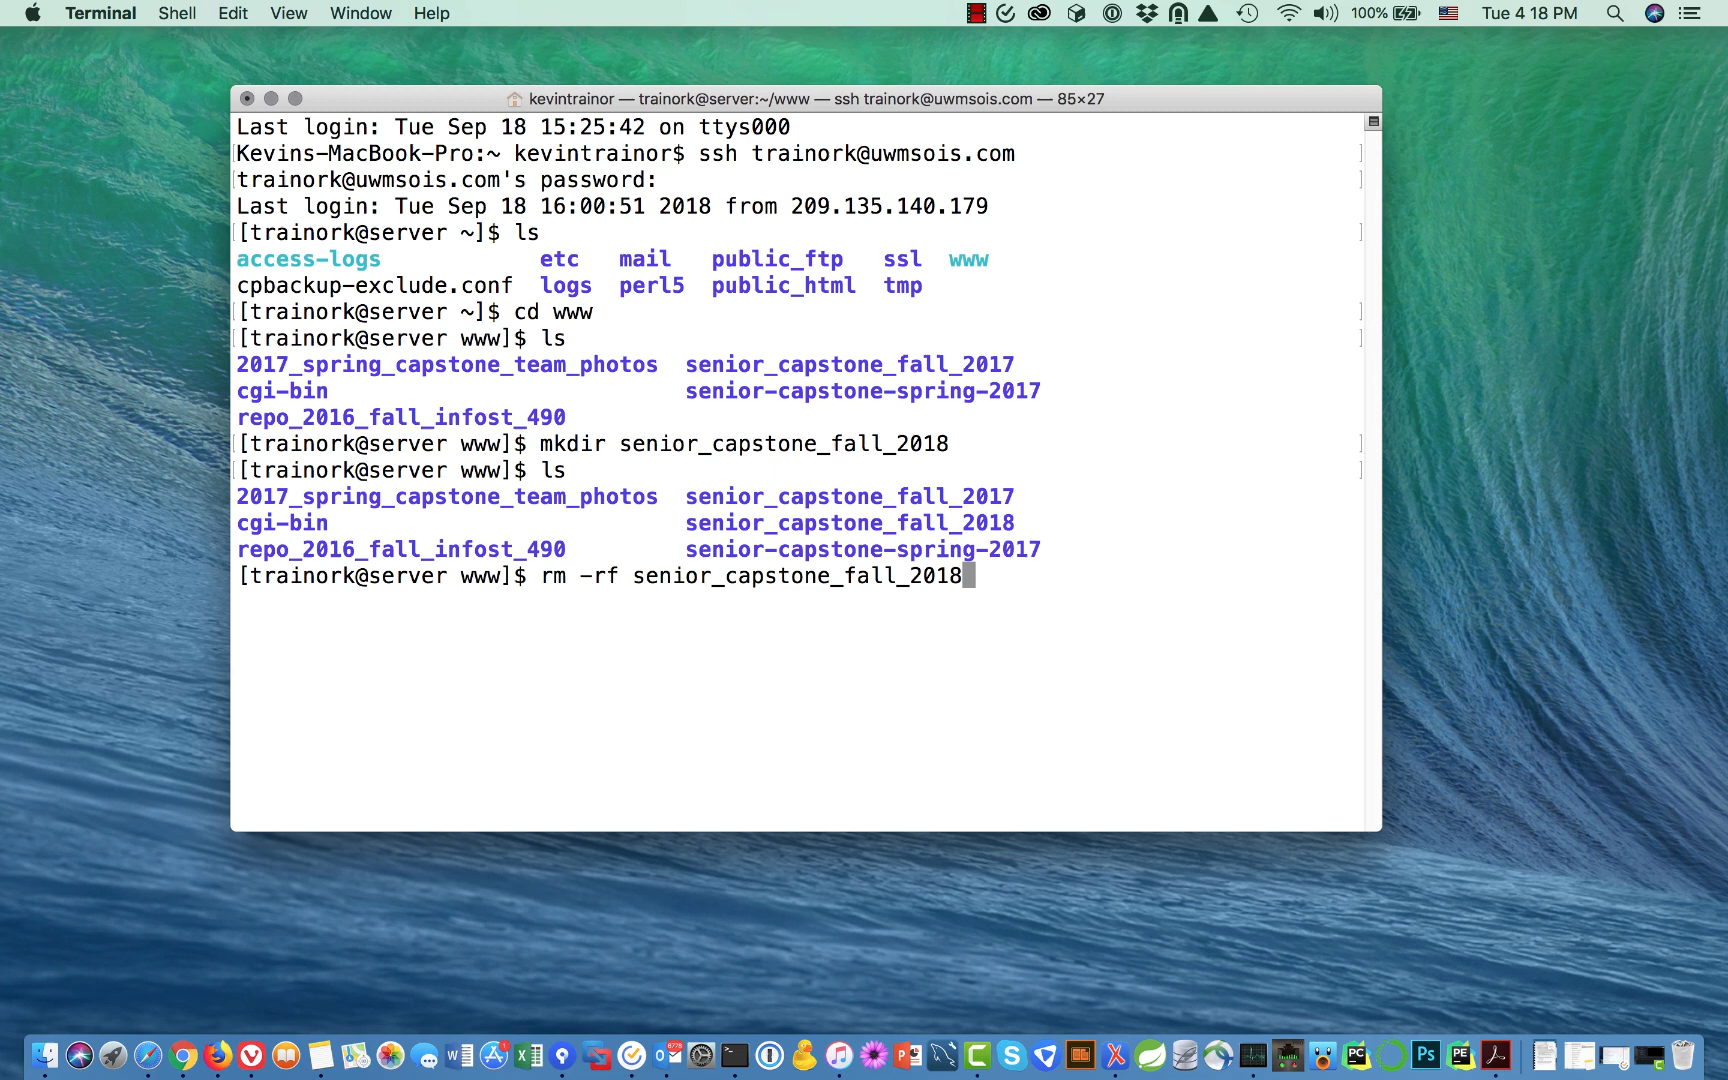 Terminal Shell Edit View Window Help 100% Tue 4 18 PM
kevintrainor — trainork@server:~/www — ssh trainork@uwmsois.com — 85×27
Last login: Tue Sep 18 15:25:42 on ttys000
[Kevins-MacBook-Pro:~ kevintrainor$ ssh trainork@uwmsois.com ]
[trainork@uwmsois.com's password: ]
Last login: Tue Sep 18 16:00:51 2018 from 209.135.140.179
[[trainork@server ~]$ ls ]
access-logs etc mail public_ftp ssl www
cpbackup-exclude.conf logs perl5 public_html tmp
[[trainork@server ~]$ cd www ]
[[trainork@server www]$ ls ]
2017_spring_capstone_team_photos senior_capstone_fall_2017
cgi-bin senior-capstone-spring-2017
repo_2016_fall_infost_490
[[trainork@server www]$ mkdir senior_capstone_fall_2018 ]
[[trainork@server www]$ ls ]
2017_spring_capstone_team_photos senior_capstone_fall_2017
cgi-bin senior_capstone_fall_2018
repo_2016_fall_infost_490 senior-capstone-spring-2017
[trainork@server www]$ rm -rf senior_capstone_fall_2018